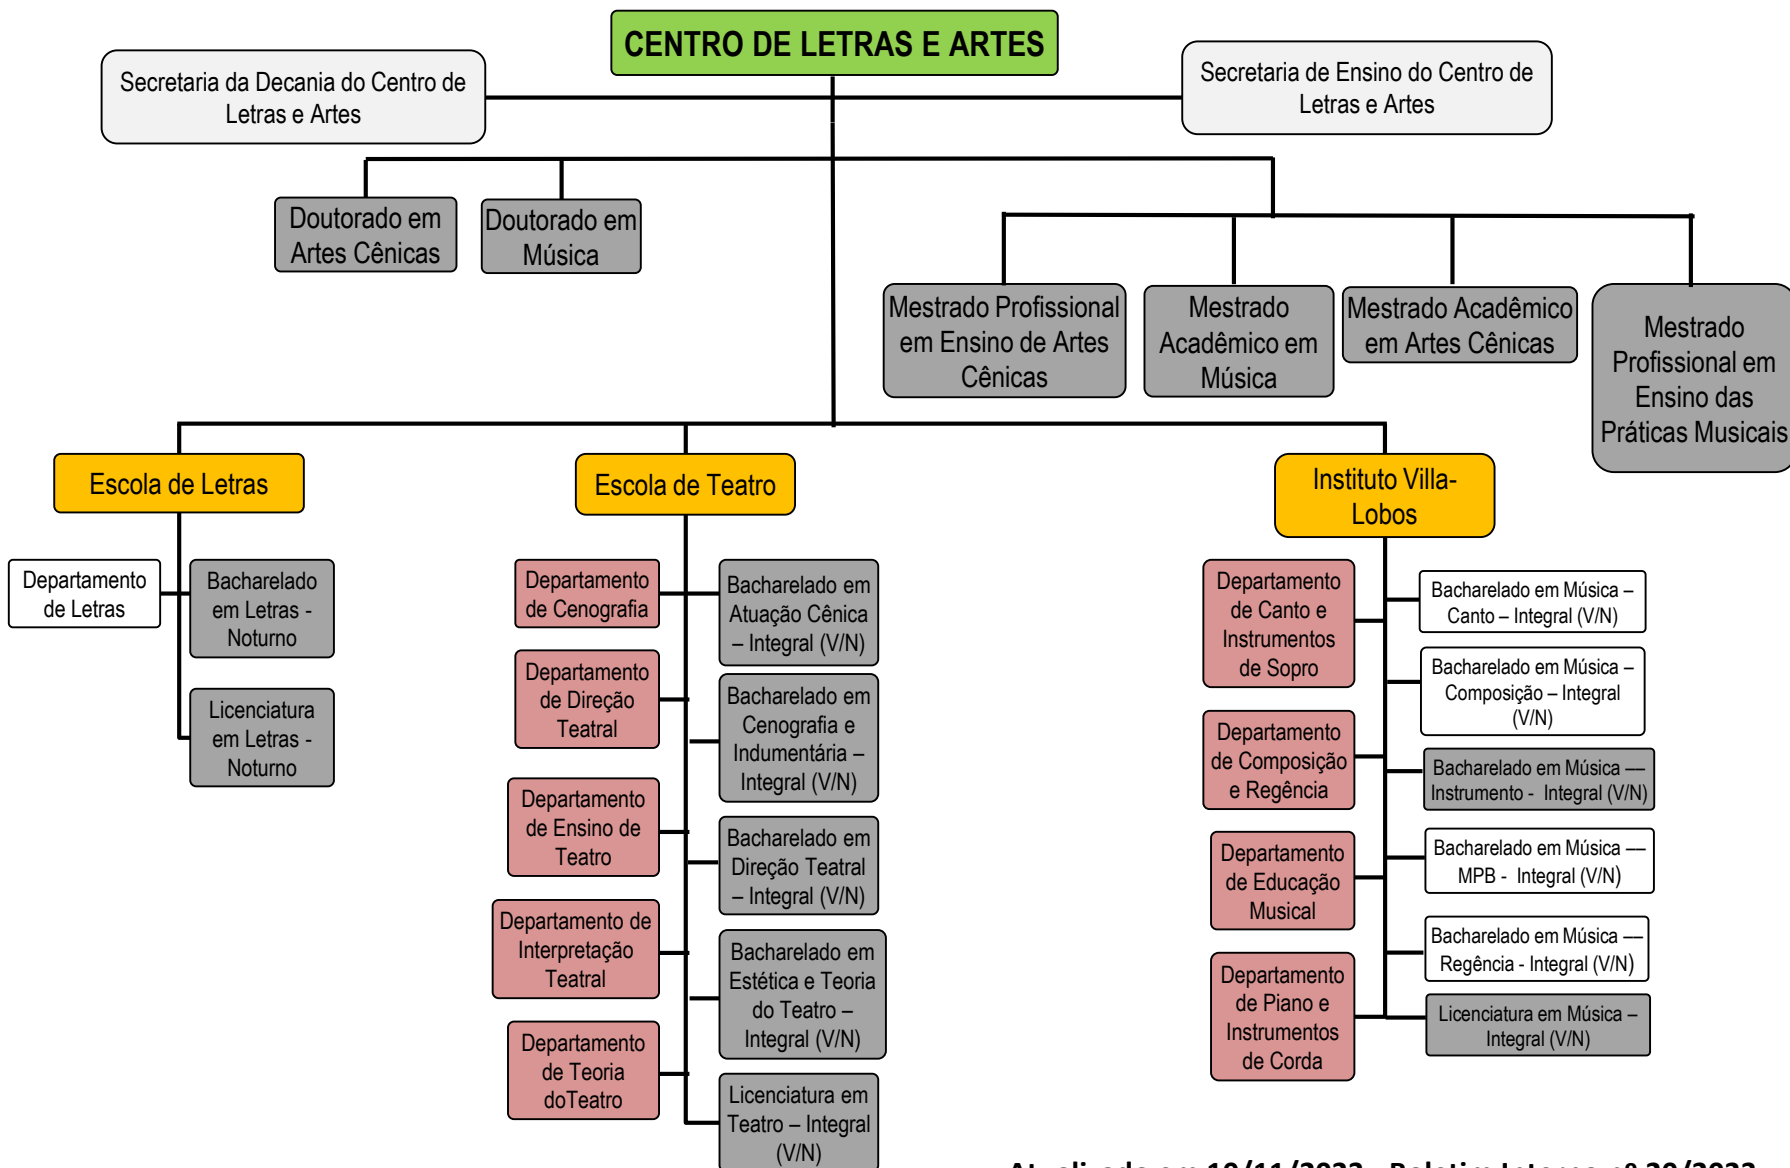 CENTRO DE LETRAS E ARTES
Secretaria da Decania do Centro de
Letras e Artes
Secretaria de Ensino do Centro de
Letras e Artes
Doutorado em
Artes Cênicas
Doutorado em
Música
Mestrado Profissional
em Ensino de Artes
Cênicas
Mestrado
Acadêmico em
Música
Mestrado Acadêmico
em Artes Cênicas
Mestrado
Profissional em
Ensino das
Práticas Musicais
Escola de Letras
Departamento
de Letras
Bacharelado
em Letras -
Noturno
Licenciatura
em Letras -
Noturno
Escola de Teatro
Departamento
de Cenografia
Departamento
de Direção
Teatral
Departamento
de Ensino de
Teatro
Departamento de
Interpretação
Teatral
Departamento
de Teoria
doTeatro
Bacharelado em
Atuação Cênica
– Integral (V/N)
Bacharelado em
Cenografia e
Indumentária –
Integral (V/N)
Bacharelado em
Direção Teatral
– Integral (V/N)
Bacharelado em
Estética e Teoria
do Teatro –
Integral (V/N)
Licenciatura em
Teatro – Integral
(V/N)
Instituto Villa-
Lobos
Departamento
de Canto e
Instrumentos
de Sopro
Departamento
de Composição
e Regência
Departamento
de Educação
Musical
Departamento
de Piano e
Instrumentos
de Corda
Bacharelado em Música –
Canto – Integral (V/N)
Bacharelado em Música –
Composição – Integral
(V/N)
Bacharelado em Música —
Instrumento - Integral (V/N)
Bacharelado em Música —
MPB - Integral (V/N)
Bacharelado em Música —
Regência - Integral (V/N)
Licenciatura em Música –
Integral (V/N)